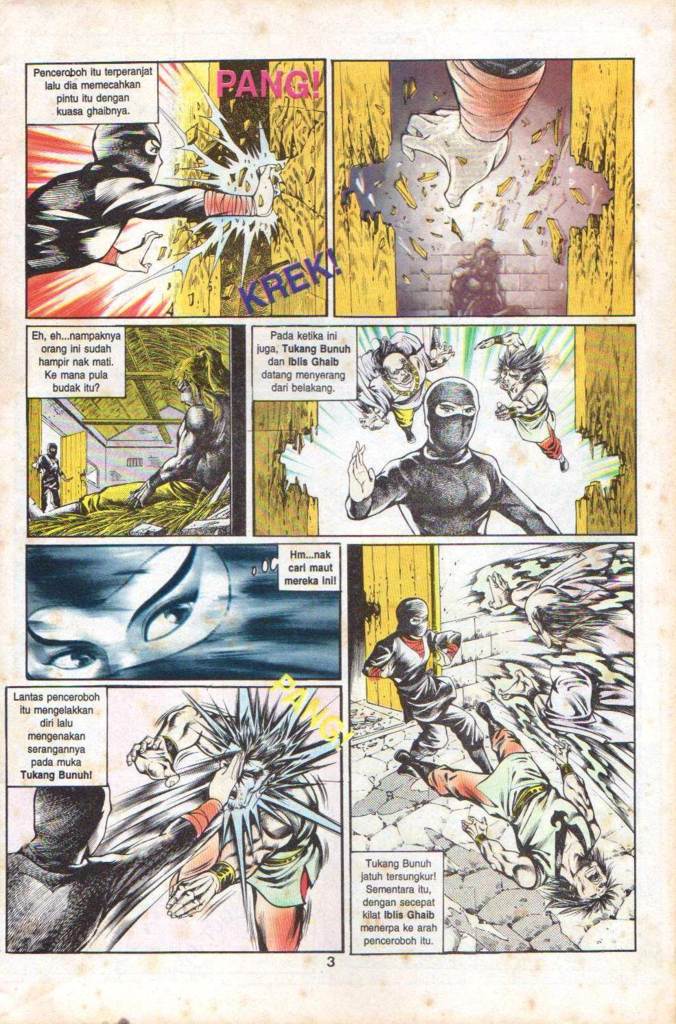 Penceroboh itu terperanjat
lalu dia memecahkan
pintu itu dengan
kuasa ghaibnya.
PANG!
KREK!
Eh, eh...nampaknya
orang ini sudah
hampir nak mati.
Ke mana pula
budak itu?
Pada ketika ini
juga, Tukang Bunuh
dan Iblis Ghaib
datang menyerang
dari belakang.
Hm...nak
cari maut
mereka ini!
Lantas penceroboh
itu mengelakkan
diri lalu
mengenakan
serangannya
pada muka
Tukang Bunuh!
PANG!
Tukang Bunuh
jatuh tersungkur!
Sementara itu,
dengan secepat
kilat Iblis Ghaib
menerpa ke arah
penceroboh itu.
3